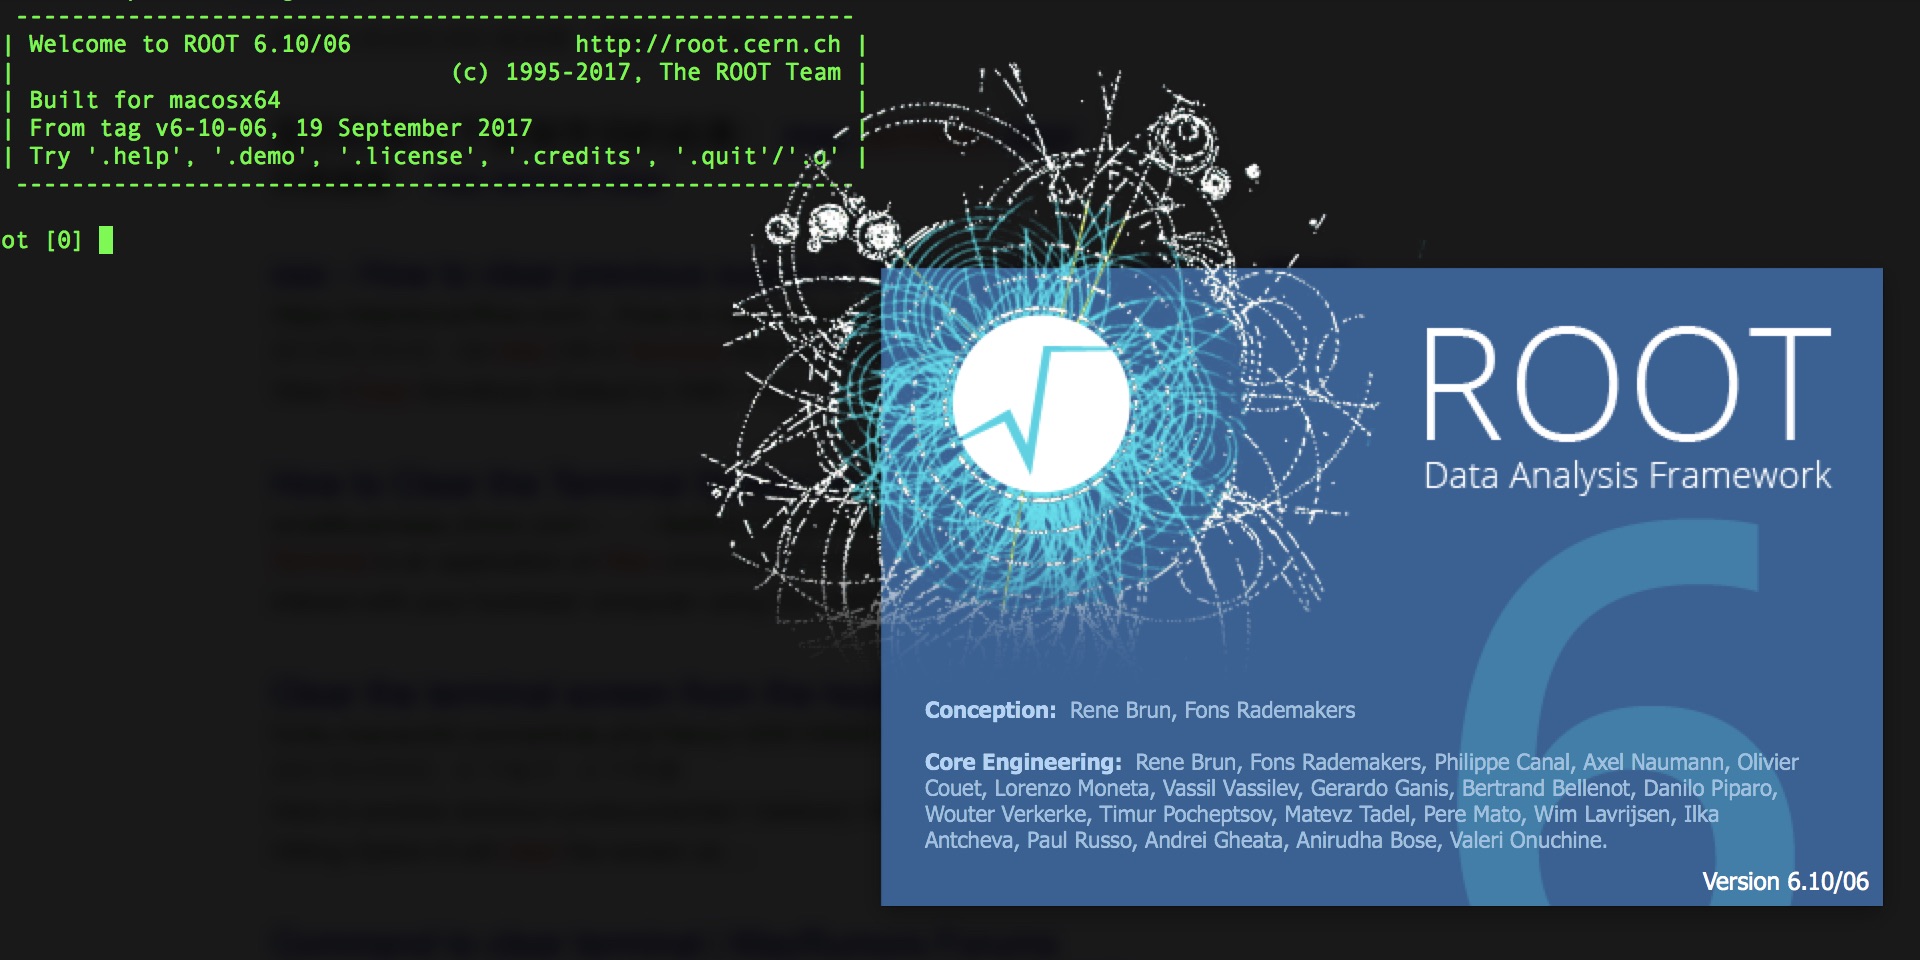 Welcome to ROOT 6.10/06 http://root.cern.ch
(c) 1995-2017, The ROOT Team
Built for macosx64
From tag v6-10-06, 19 September 2017
Try '.help', '.demo', '.license', '.credits', '.quit'/'.q'
ot [0]
ROOT
Data Analysis Framework
6
Conception: Rene Brun, Fons Rademakers
Core Engineering: Rene Brun, Fons Rademakers, Philippe Canal, Axel Naumann, Olivier
Couet, Lorenzo Moneta, Vassil Vassilev, Gerardo Ganis, Bertrand Bellenot, Danilo Piparo,
Wouter Verkerke, Timur Pocheptsov, Matevz Tadel, Pere Mato, Wim Lavrijsen, Ilka
Antcheva, Paul Russo, Andrei Gheata, Anirudha Bose, Valeri Onuchine.
Version 6.10/06